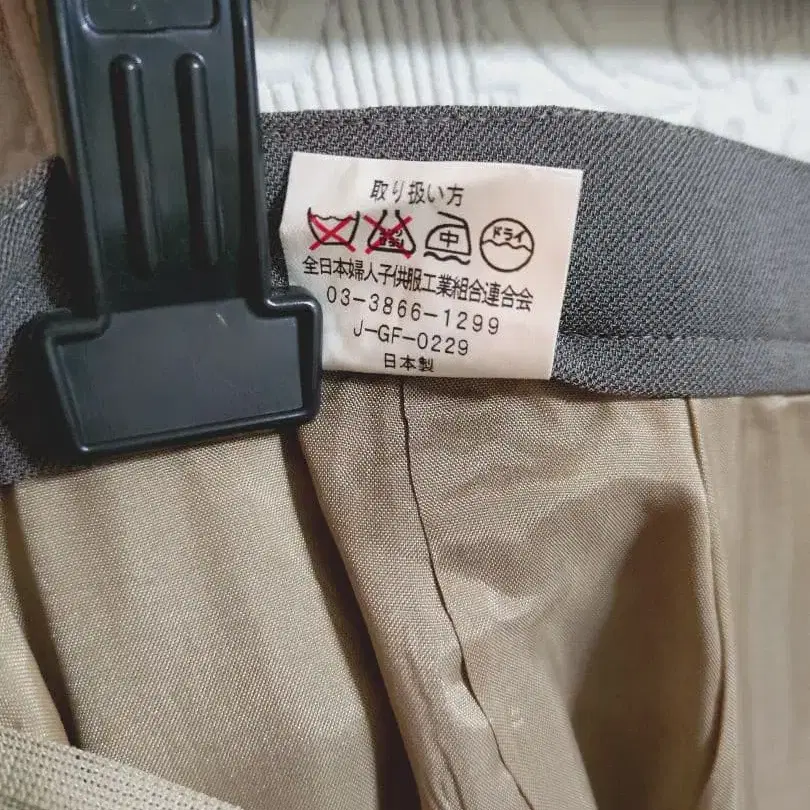 取り扱い方
中 ドライ
全日本婦人子供服工業組合連合会
03-3866-1299
J-GF-0229
日本製